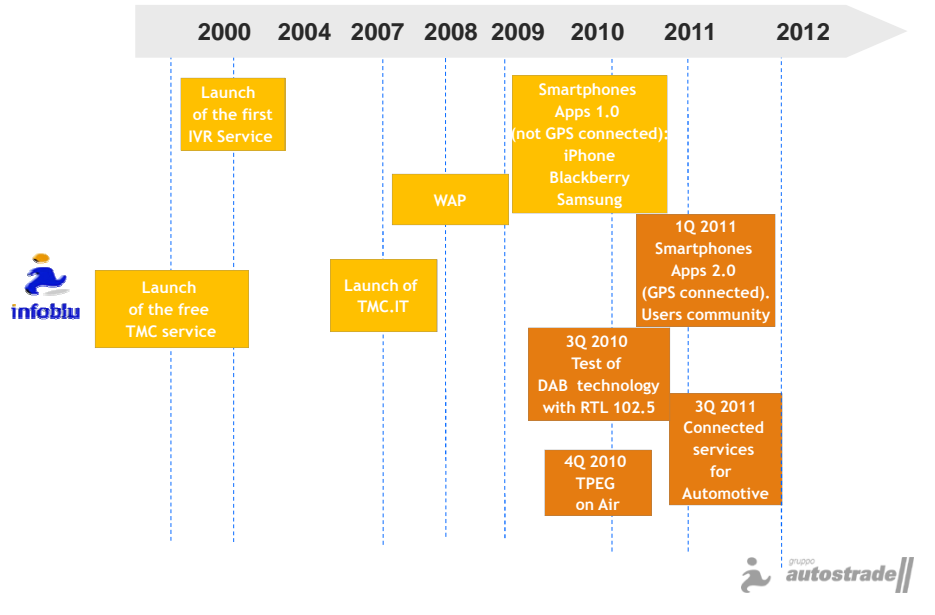 2000 2004 2007 2008 2009 2010 2011 2012
Launch
of the first
IVR Service
Smartphones
Apps 1.0
(not GPS connected):
iPhone
Blackberry
Samsung
WAP
1Q 2011
Smartphones
Apps 2.0
(GPS connected).
Users community
infoblu
Launch
of the free
TMC service
Launch of
TMC.IT
3Q 2010
Test of
DAB technology
with RTL 102.5
3Q 2011
Connected
services
for
Automotive
4Q 2010
TPEG
on Air
gruppo
autostrade